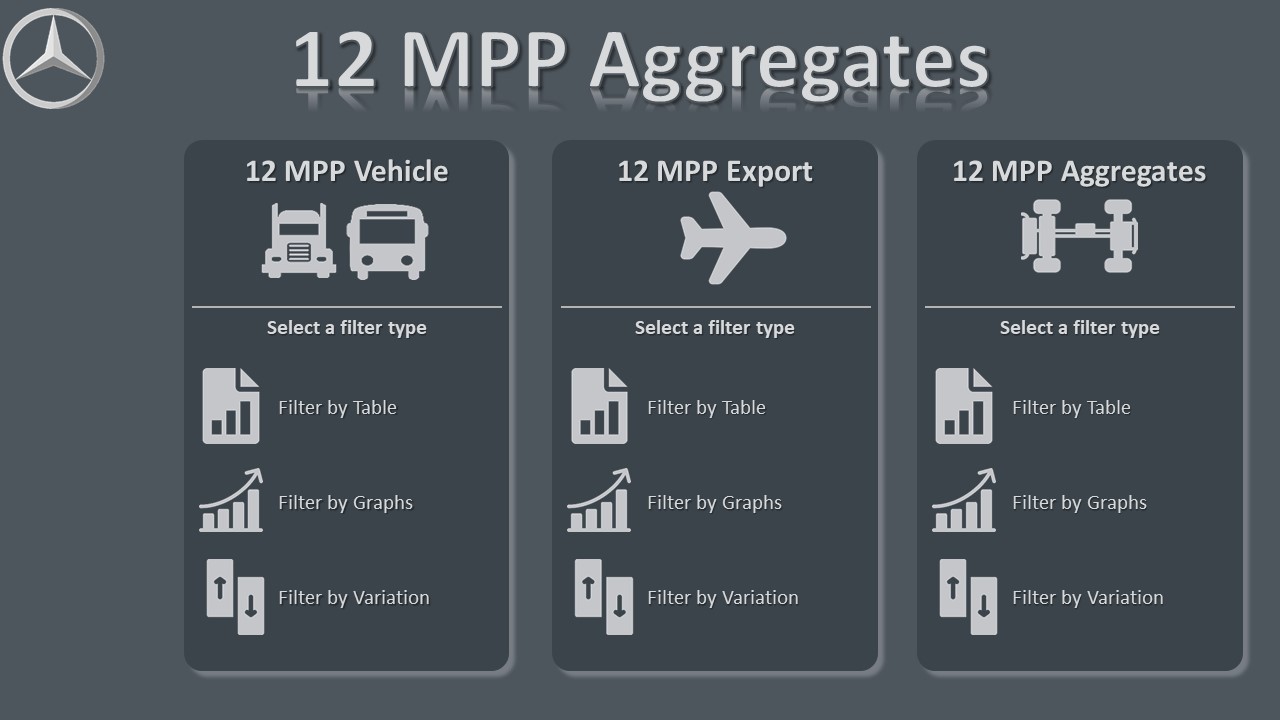 12 MPP Aggregates
12 MPP Vehicle
Select a filter type
Filter by Table
Filter by Graphs
Filter by Variation
12 MPP Export
Select a filter type
Filter by Table
Filter by Graphs
Filter by Variation
12 MPP Aggregates
Select a filter type
Filter by Table
Filter by Graphs
Filter by Variation